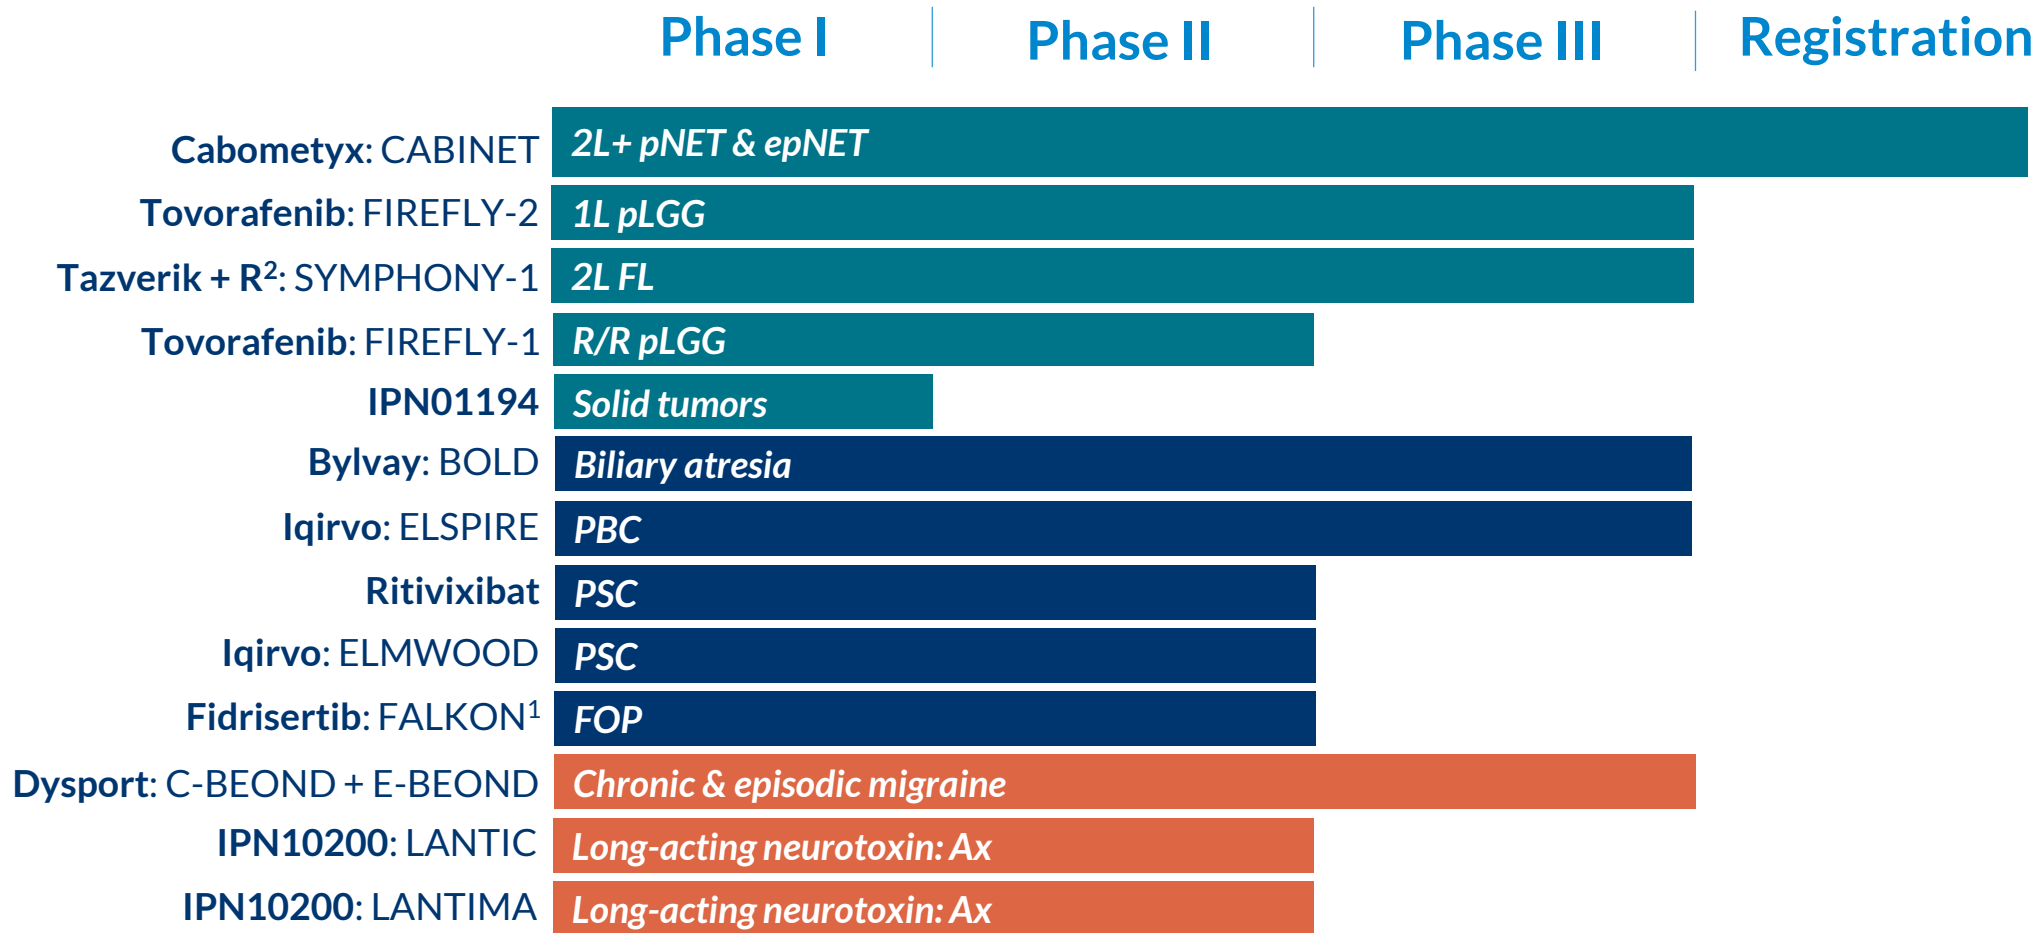 Phase I Phase II Phase III Registration
Cabometyx: CABINET 2L+ pNET & epNET
Tovorafenib: FIREFLY-2 1L pLGG
Tazverik + R²: SYMPHONY-1 2L FL
Tovorafenib: FIREFLY-1 R/R pLGG
IPN01194 Solid tumors
Bylvay: BOLD Biliary atresia
Iqirvo: ELSPIRE PBC
Ritivixibat PSC
Iqirvo: ELMWOOD PSC
Fidrisertib: FALKON¹ FOP
Dysport: C-BEOND + E-BEOND Chronic & episodic migraine
IPN10200: LANTIC Long-acting neurotoxin: Ax
IPN10200: LANTIMA Long-acting neurotoxin: Ax